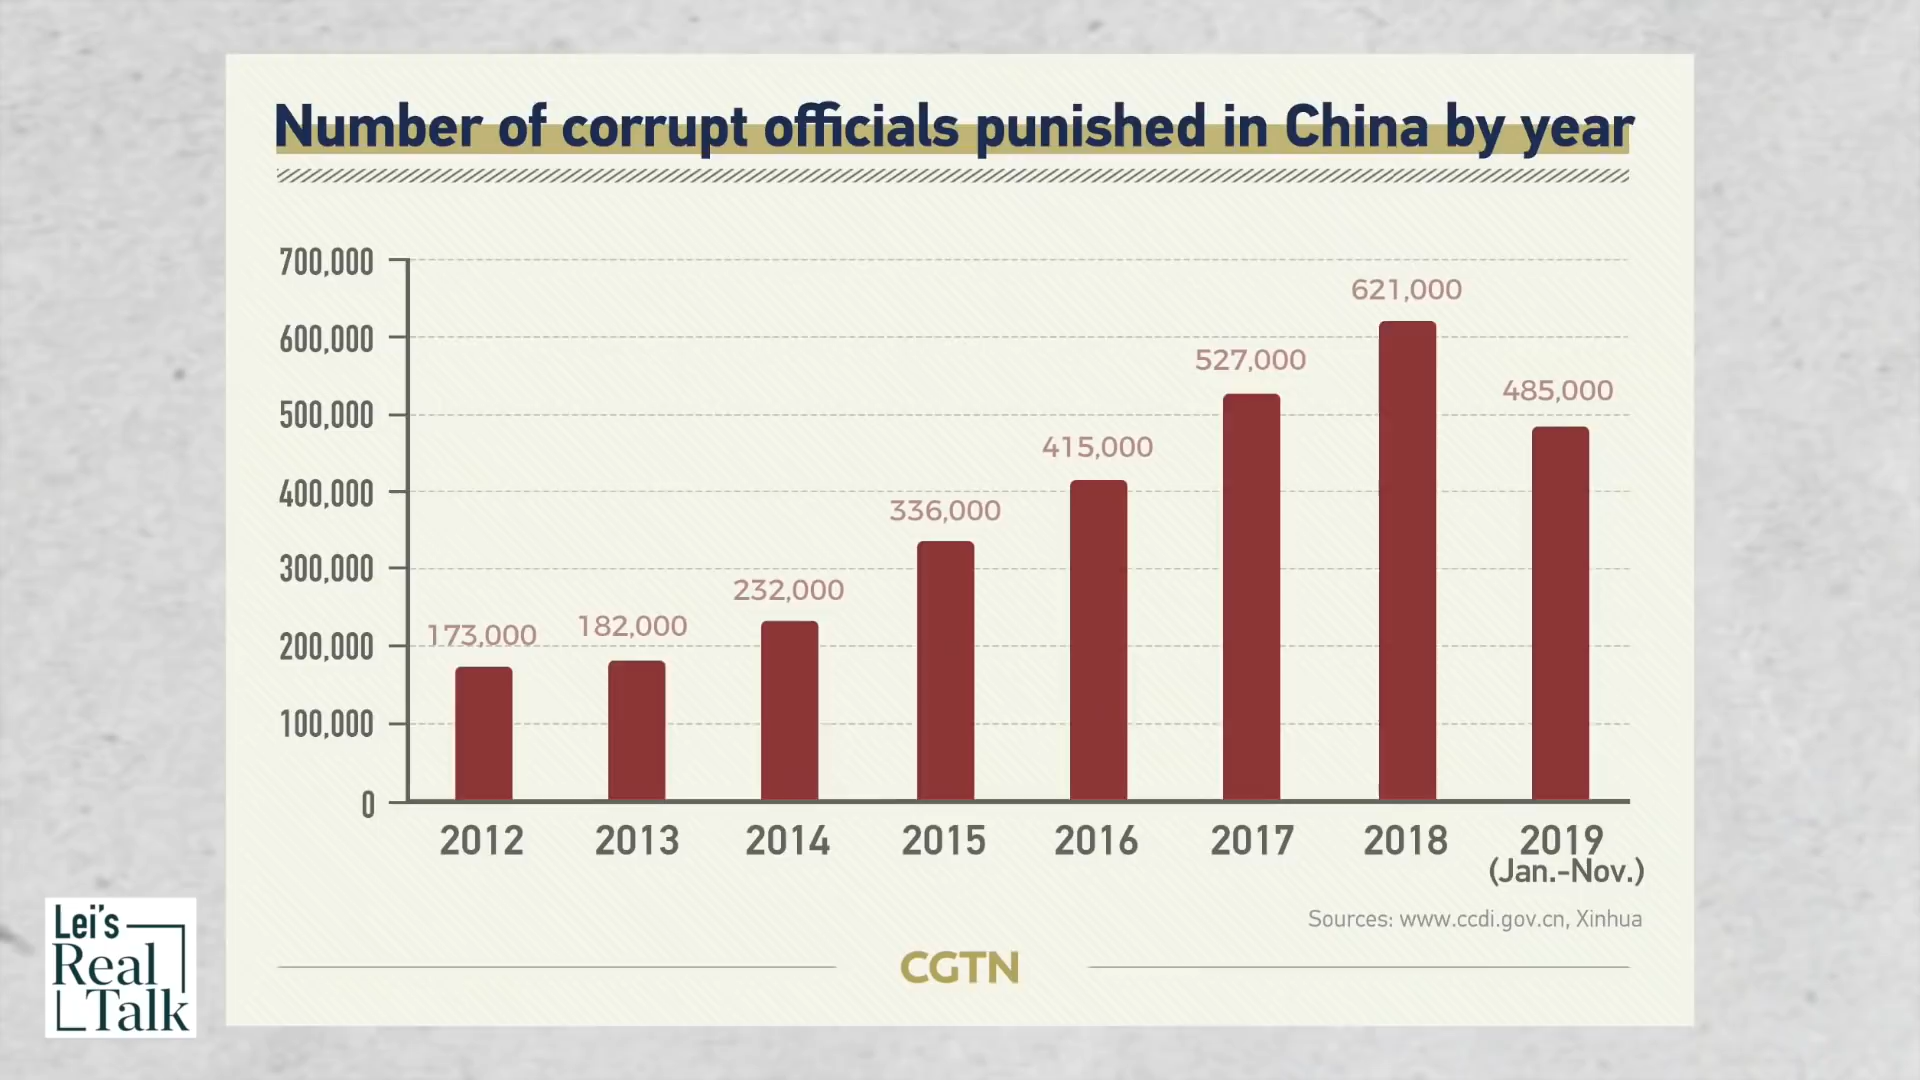 Number of corrupt officials punished in China by year
700,000
600,000
500,000
400,000
300,000
200,000
100,000
0
173,000
182,000
232,000
336,000
415,000
527,000
621,000
485,000
2012 2013 2014 2015 2016 2017 2018 2019
(Jan.-Nov.)
Sources: www.ccdi.gov.cn, Xinhua
CGTN
Lei's
Real
Talk